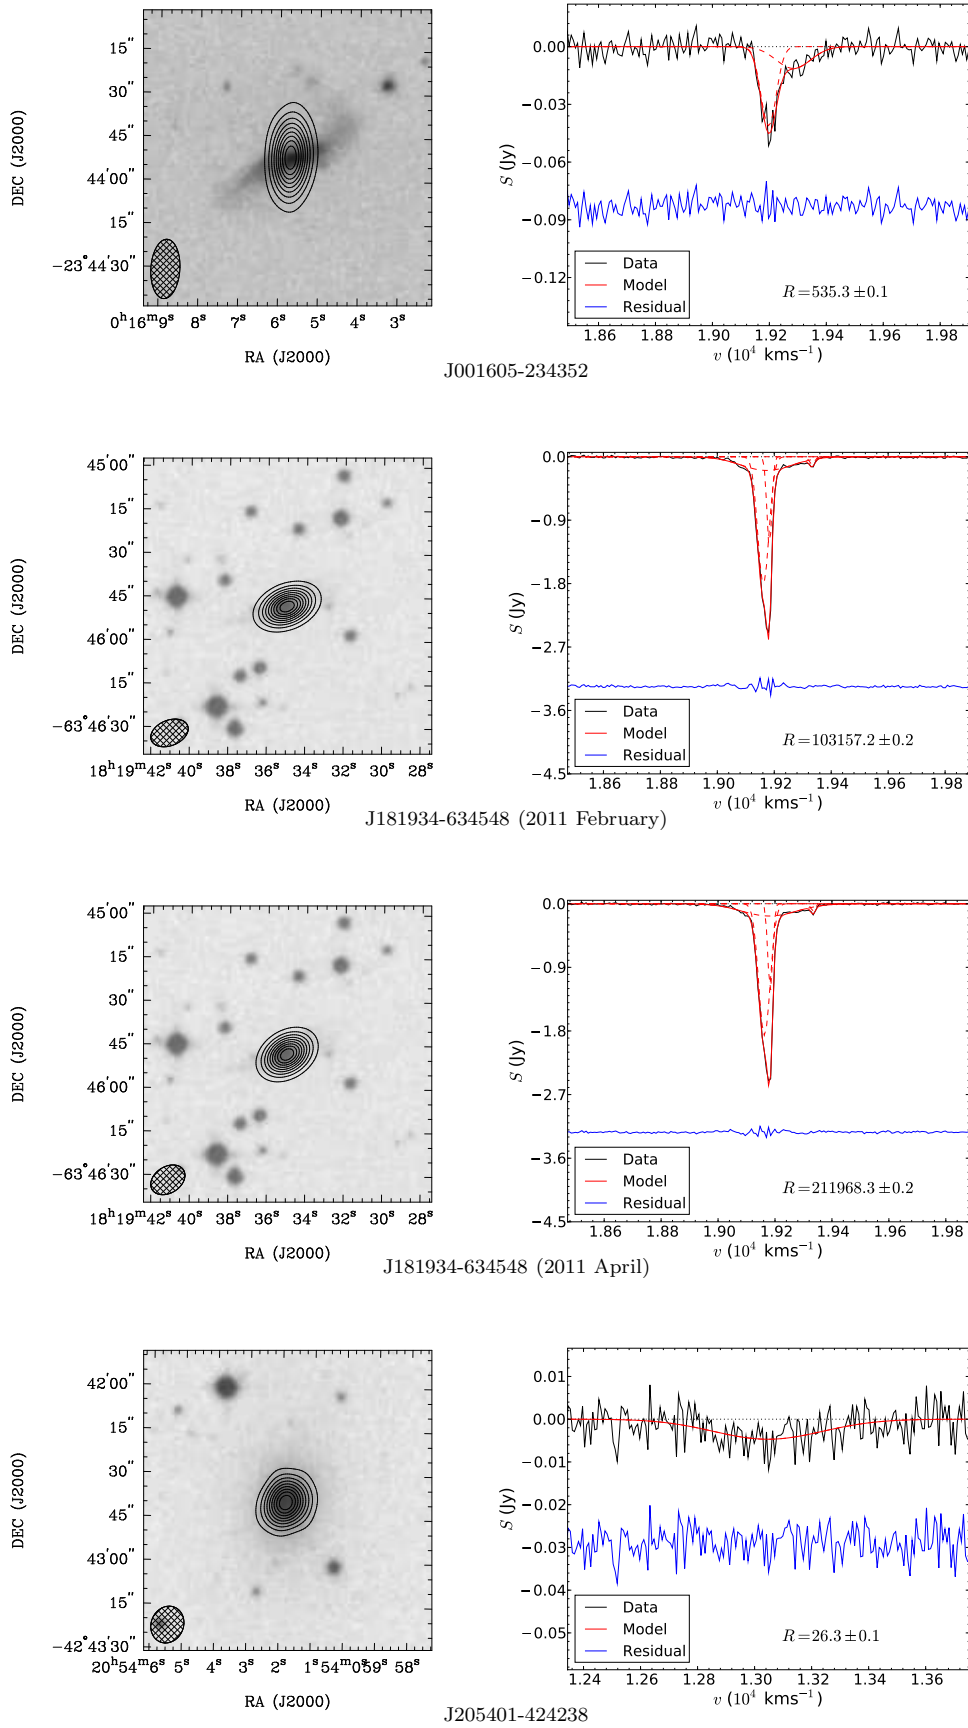 15″
30″
45″
44′00″
15″
−23°44′30″
DEC (J2000)
0ʰ16ᵐ9ˢ 8ˢ 7ˢ 6ˢ 5ˢ 4ˢ 3ˢ
RA (J2000)
0.00
−0.03
−0.06
−0.09
−0.12
S (Jy)
Data
Model
Residual
R=535.3±0.1
1.86 1.88 1.90 1.92 1.94 1.96 1.98
v (10⁴ kms⁻¹)
J001605-234352
45′00″
15″
30″
45″
46′00″
15″
−63°46′30″
DEC (J2000)
18ʰ19ᵐ42ˢ 40ˢ 38ˢ 36ˢ 34ˢ 32ˢ 30ˢ 28ˢ
RA (J2000)
0.0
−0.9
−1.8
−2.7
−3.6
−4.5
S (Jy)
Data
Model
Residual
R=103157.2±0.2
1.86 1.88 1.90 1.92 1.94 1.96 1.98
v (10⁴ kms⁻¹)
J181934-634548 (2011 February)
45′00″
15″
30″
45″
46′00″
15″
−63°46′30″
DEC (J2000)
18ʰ19ᵐ42ˢ 40ˢ 38ˢ 36ˢ 34ˢ 32ˢ 30ˢ 28ˢ
RA (J2000)
0.0
−0.9
−1.8
−2.7
−3.6
−4.5
S (Jy)
Data
Model
Residual
R=211968.3±0.2
1.86 1.88 1.90 1.92 1.94 1.96 1.98
v (10⁴ kms⁻¹)
J181934-634548 (2011 April)
42′00″
15″
30″
45″
43′00″
15″
−42°43′30″
DEC (J2000)
20ʰ54ᵐ6ˢ 5ˢ 4ˢ 3ˢ 2ˢ 1ˢ54ᵐ0ˢ59ˢ 58ˢ
RA (J2000)
0.01
0.00
−0.01
−0.02
−0.03
−0.04
−0.05
S (Jy)
Data
Model
Residual
R=26.3±0.1
1.24 1.26 1.28 1.30 1.32 1.34 1.36
v (10⁴ kms⁻¹)
J205401-424238